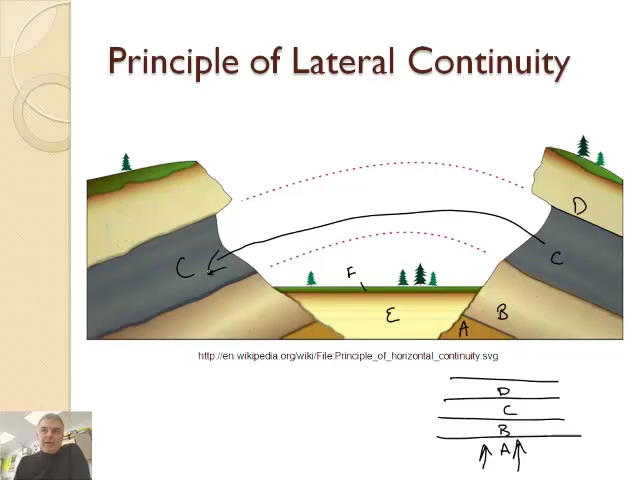 Principle of Lateral Continuity
D
C
C
F
E
B
A
http://en.wikipedia.org/wiki/File:Principle_of_horizontal_continuity.svg
D
C
B
A